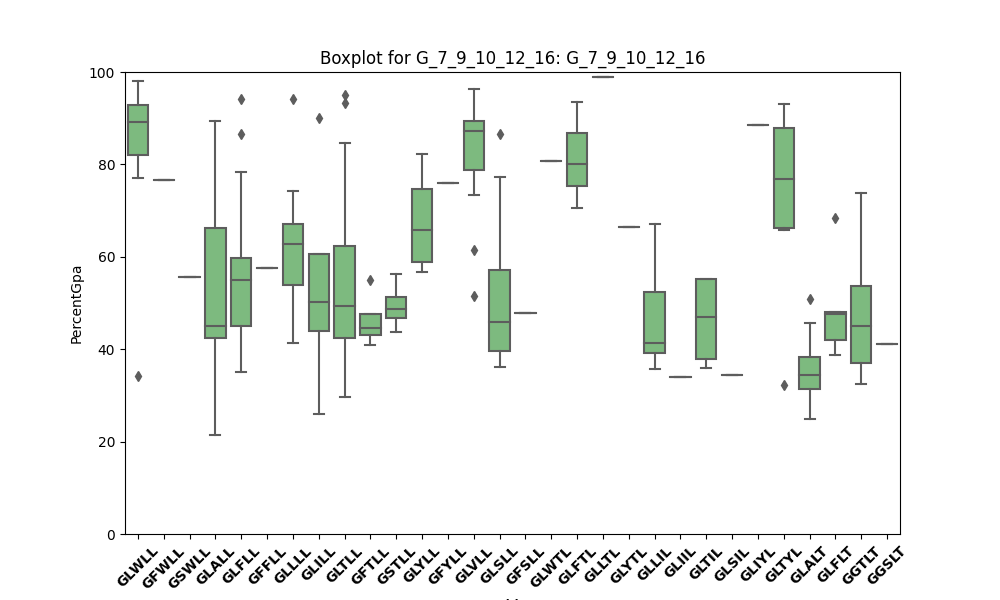 Boxplot for G_7_9_10_12_16: G_7_9_10_12_16
PercentGpa
100
80
60
40
20
0
GLWLL GFWLL GSWLL GLALL GLFLL GFFLL GLLLL GLILL GLTLL GFTLL GSTLL GLYLL GFYLL GLVLL GLSLL GFSLL GLWTL GLFTL GLLTL GLYTL GLLIL GLIIL GLTIL GLSIL GLIYL GLTYL GLALT GLFLT GGTLT GGSLT